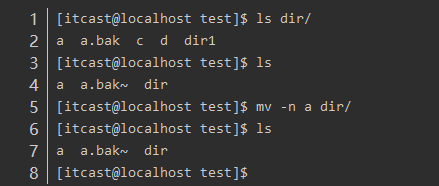 1 [itcast@localhost test]$ ls dir/
2 a  a.bak  c  d  dir1
3 [itcast@localhost test]$ ls
4 a  a.bak~  dir
5 [itcast@localhost test]$ mv -n a dir/
6 [itcast@localhost test]$ ls
7 a  a.bak~  dir
8 [itcast@localhost test]$